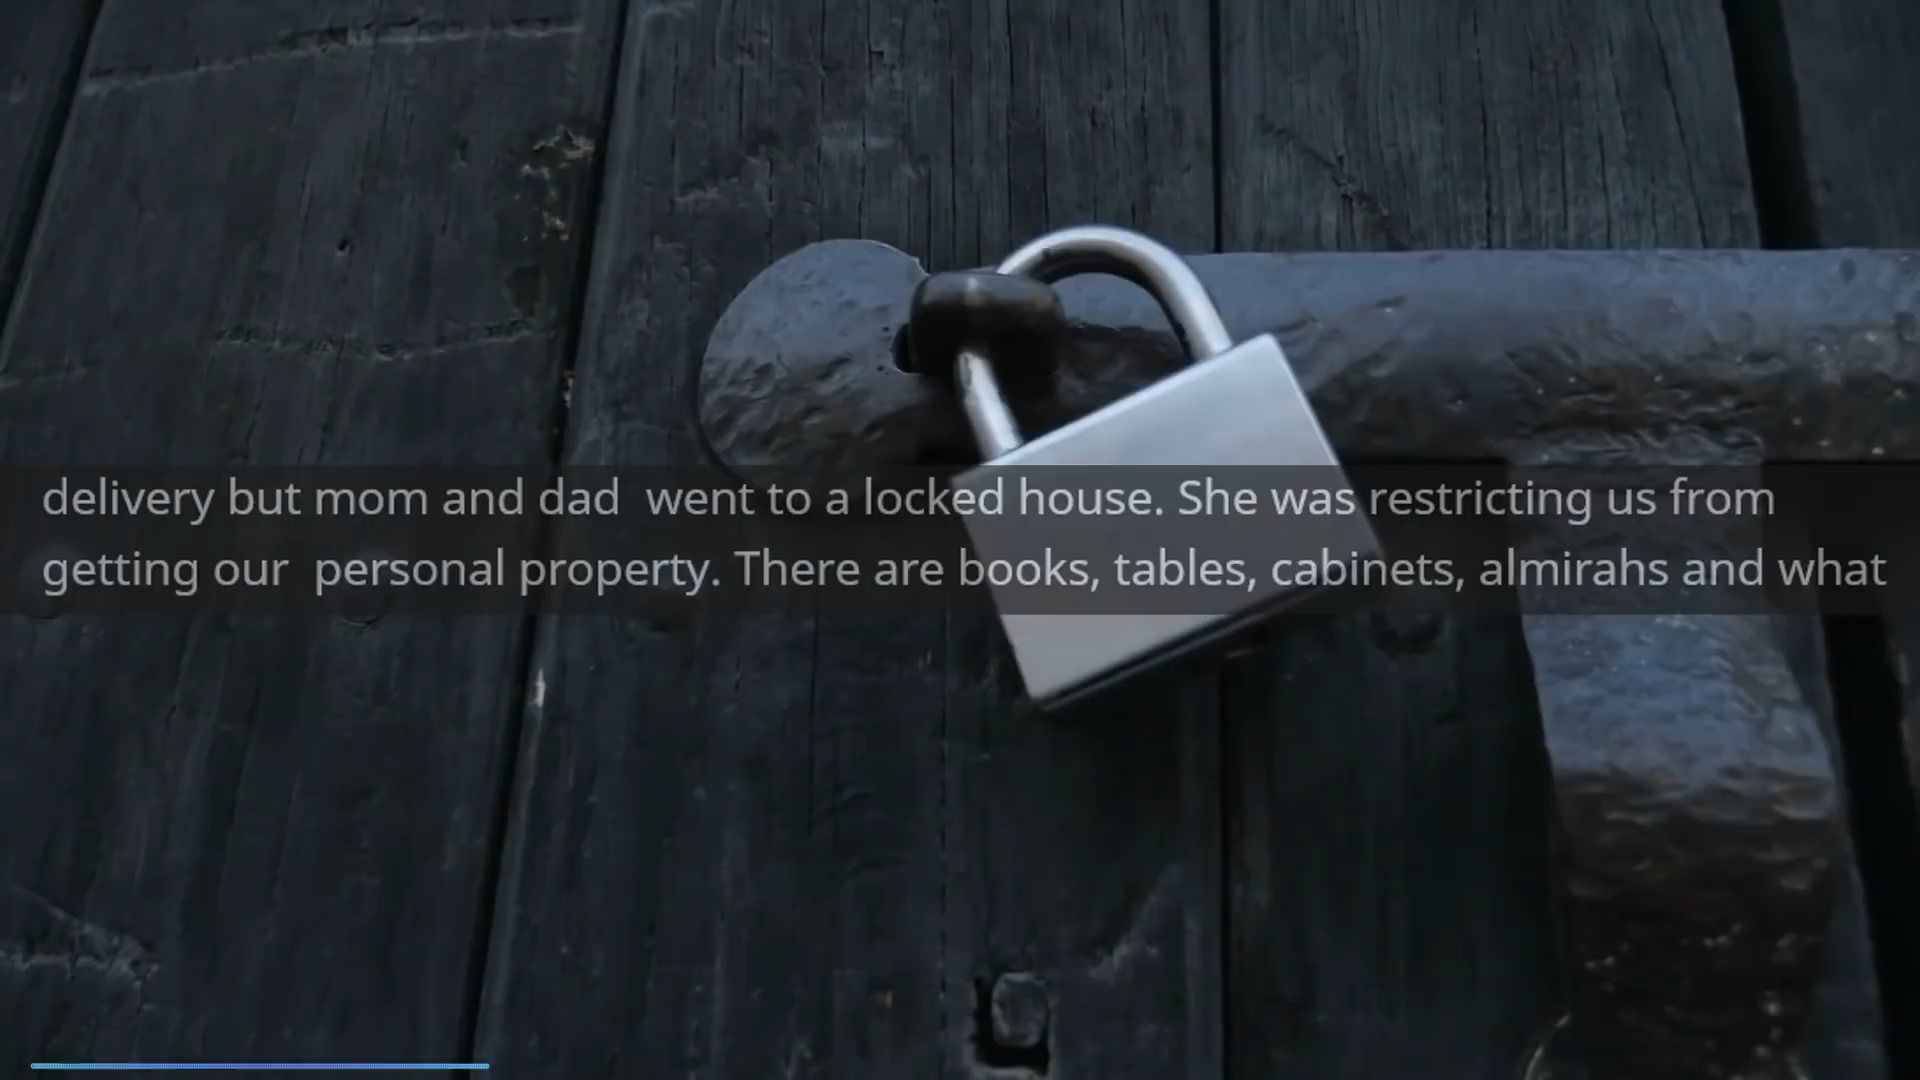 delivery but mom and dad  went to a locked house. She was restricting us from
getting our  personal property. There are books, tables, cabinets, almirahs and what